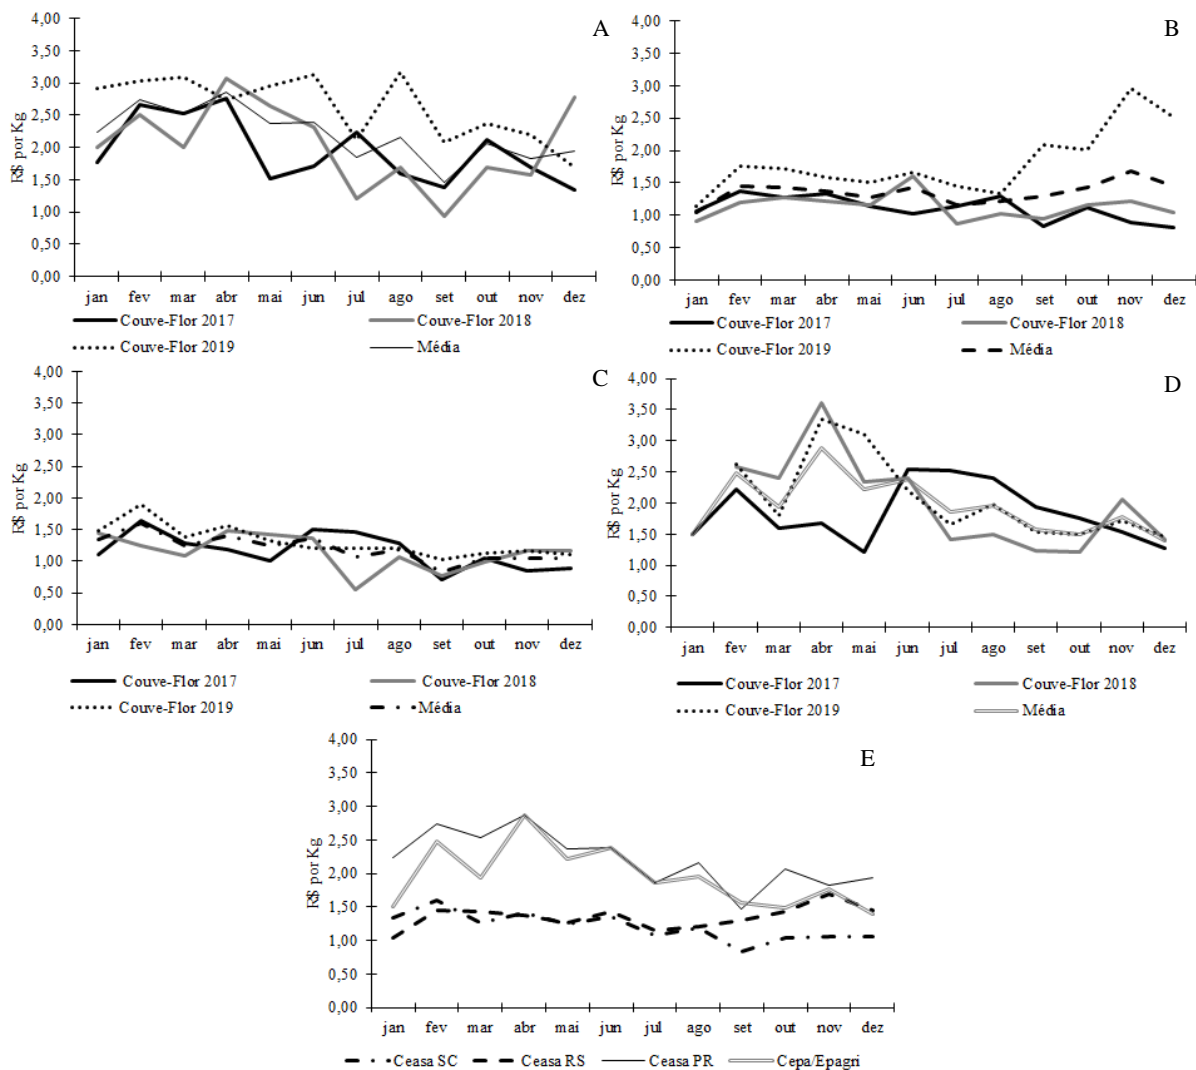 A
R$ por Kg
4,00
3,50
3,00
2,50
2,00
1,50
1,00
0,50
0,00
jan fev mar abr mai jun jul ago set out nov dez
Couve-Flor 2017 Couve-Flor 2018
Couve-Flor 2019 Média
B
R$ por Kg
4,00
3,50
3,00
2,50
2,00
1,50
1,00
0,50
0,00
jan fev mar abr mai jun jul ago set out nov dez
Couve-Flor 2017 Couve-Flor 2018
Couve-Flor 2019 Média
C
R$ por Kg
4,00
3,50
3,00
2,50
2,00
1,50
1,00
0,50
0,00
jan fev mar abr mai jun jul ago set out nov dez
Couve-Flor 2017 Couve-Flor 2018
Couve-Flor 2019 Média
D
R$ por Kg
4,00
3,50
3,00
2,50
2,00
1,50
1,00
0,50
0,00
jan fev mar abr mai jun jul ago set out nov dez
Couve-Flor 2017 Couve-Flor 2018
Couve-Flor 2019 Média
E
R$ por Kg
4,00
3,50
3,00
2,50
2,00
1,50
1,00
0,50
0,00
jan fev mar abr mai jun jul ago set out nov dez
Ceasa SC Ceasa RS Ceasa PR Cepa/Epagri